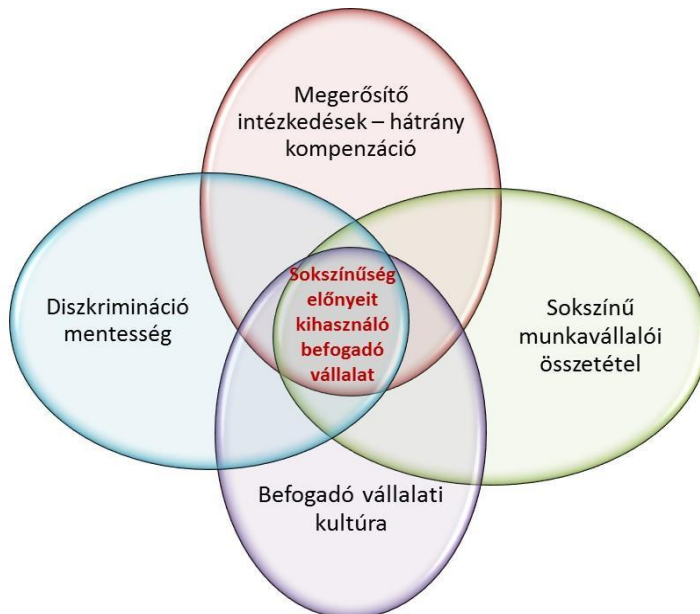 Megerősítő
intézkedések – hátrány
kompenzáció
Diszkrimináció
mentesség
Sokszínűség
előnyeit
kihasználó
befogadó
vállalat
Sokszínű
munkavállalói
összetétel
Befogadó vállalati
kultúra